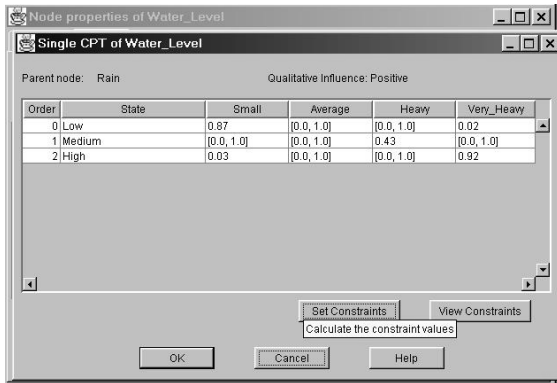 Node properties of Water_Level
Single CPT of Water_Level
Parent node: Rain Qualitative Influence: Positive
Order State Small Average Heavy Very_Heavy
0 Low 0.87 [0.0, 1.0] [0.0, 1.0] 0.02
1 Medium [0.0, 1.0] [0.0, 1.0] 0.43 [0.0, 1.0]
2 High 0.03 [0.0, 1.0] [0.0, 1.0] 0.92
Set Constraints View Constraints
Calculate the constraint values
OK Cancel Help